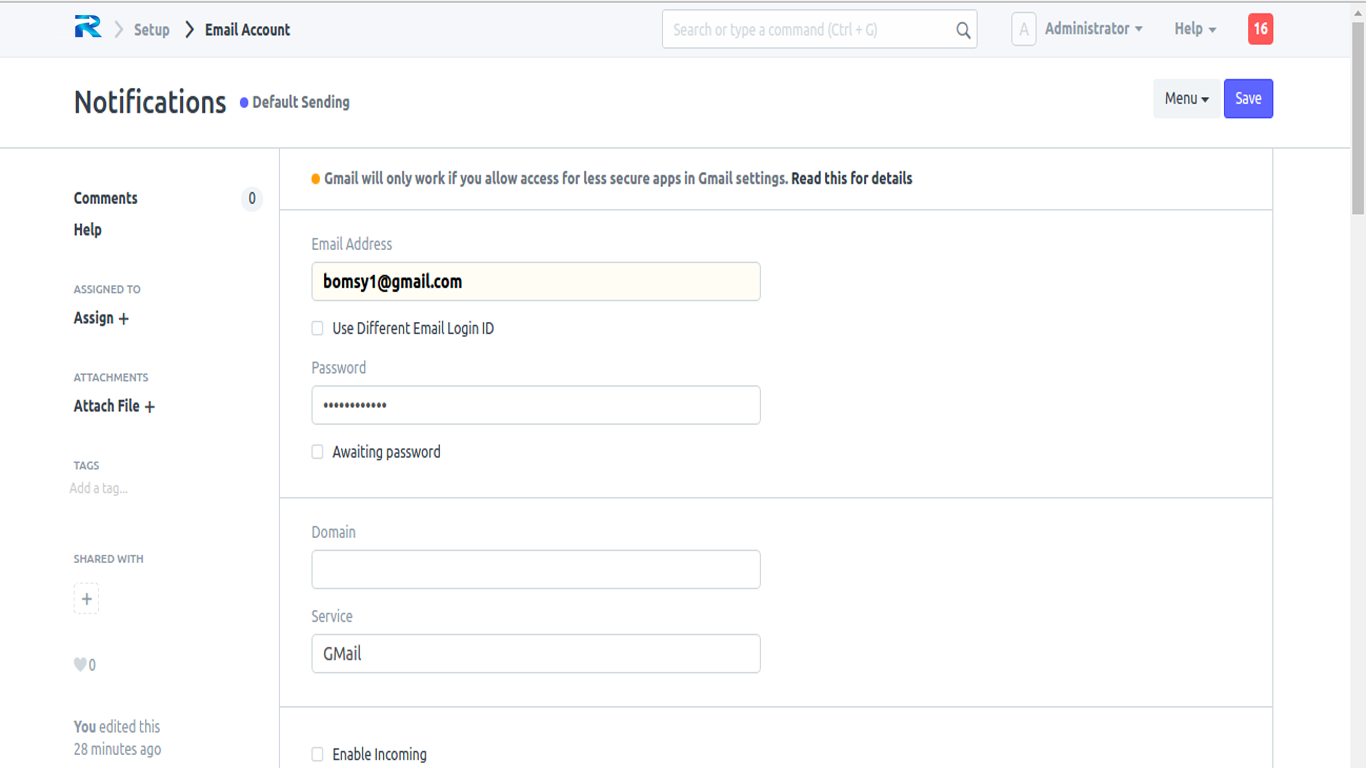 Setup Email Account
Search or type a command (Ctrl + G)
A Administrator Help 16
Notifications Default Sending
Menu Save
Comments 0
Help
ASSIGNED TO
Assign +
ATTACHMENTS
Attach File +
TAGS
Add a tag...
SHARED WITH
+
0
You edited this
28 minutes ago
Gmail will only work if you allow access for less secure apps in Gmail settings. Read this for details
Email Address
bomsy1@gmail.com
Use Different Email Login ID
Password
••••••••••••
Awaiting password
Domain
Service
GMail
Enable Incoming